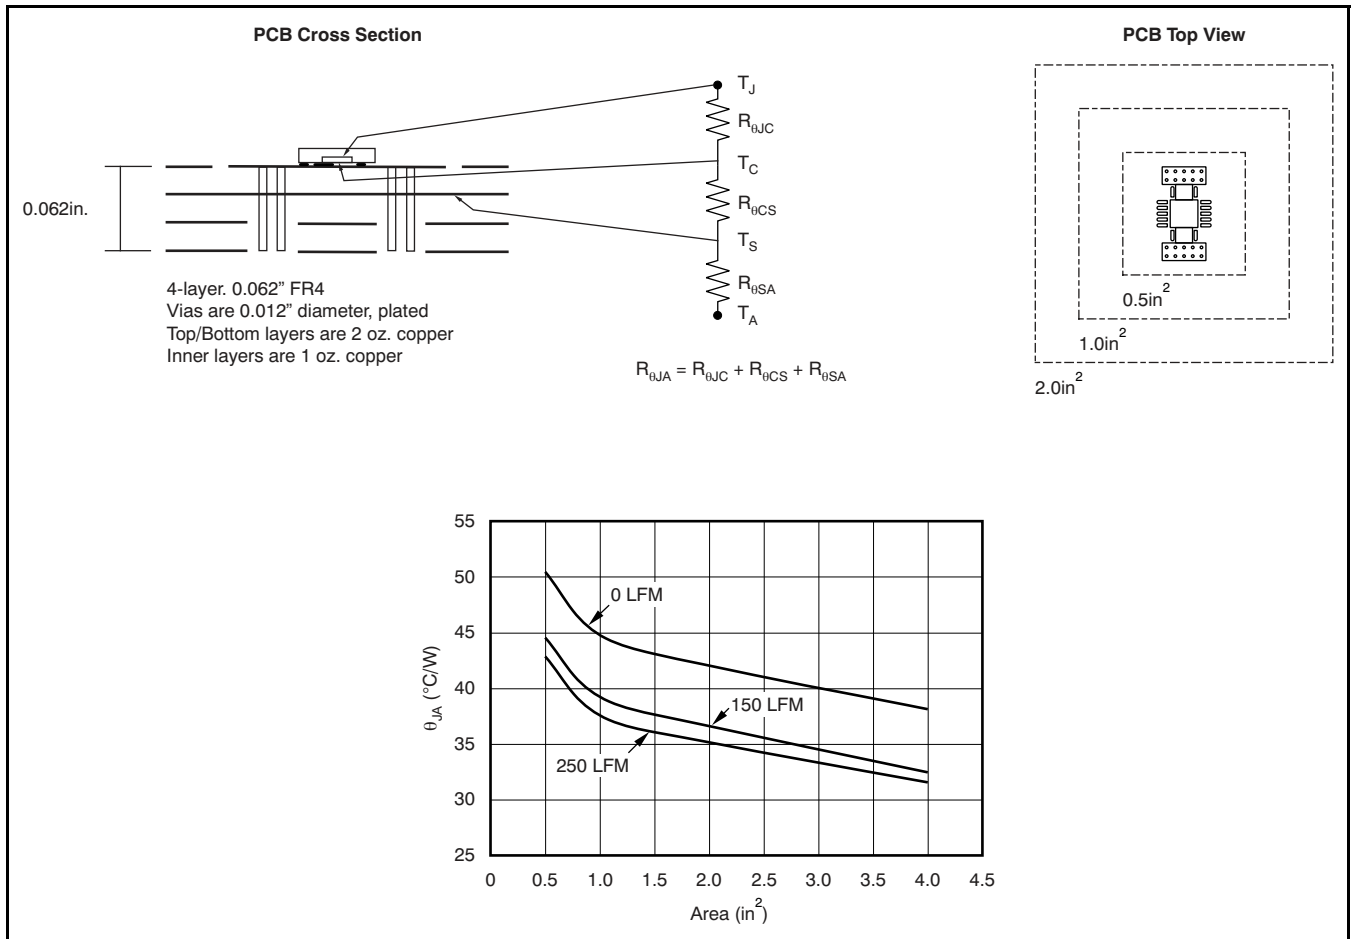 PCB Cross Section
PCB Top View
T_J
R_θJC
T_C
R_θCS
T_S
R_θSA
T_A
0.062in.
4-layer. 0.062” FR4
Vias are 0.012” diameter, plated
Top/Bottom layers are 2 oz. copper
Inner layers are 1 oz. copper
R_θJA = R_θJC + R_θCS + R_θSA
0.5in²
1.0in²
2.0in²
55
50
45
40
35
30
25
θ_JA (°C/W)
0 LFM
150 LFM
250 LFM
0 0.5 1.0 1.5 2.0 2.5 3.0 3.5 4.0 4.5
Area (in²)